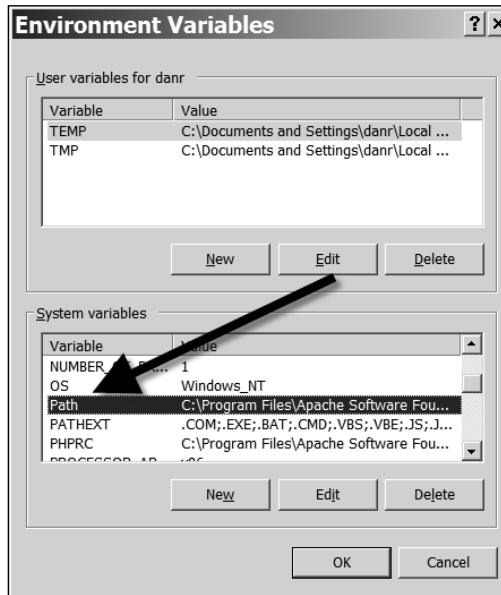 Environment Variables
User variables for danr
Variable Value
TEMP C:\Documents and Settings\danr\Local ...
TMP C:\Documents and Settings\danr\Local ...
New Edit Delete
System variables
Variable
1
OS Windows_NT
Path C:\Program Files\Apache Software Fou...
PATHEXT .COM;.EXE;.BAT;.CMD;.VBS;.VBE;.JS;.J...
PHPRC C:\Program Files\Apache Software Fou...
New Edit Delete
OK Cancel